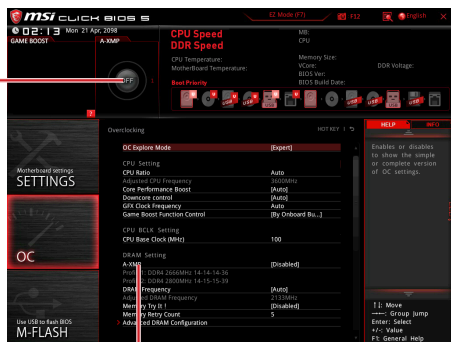 msi CLICK BIOS 5
EZ Mode (F7)
F12
English
X
02:13 Mon 21 Apr, 2098
GAME BOOST
A-XMP
OFF
CPU Speed
DDR Speed
CPU Temperature:
MotherBoard Temperature:
MB:
CPU
Memory Size:
VCore:
BIOS Ver:
BIOS Build Date:
DDR Voltage:
Boot Priority
USB
USB
USB
USB
USB
USB
?
Motherboard settings
SETTINGS
OC
Use USB to flash BIOS
M-FLASH
Overclocking
HOT KEY
OC Explore Mode [Expert]
CPU Setting
CPU Ratio Auto
Adjusted CPU Frequency 3600MHz
Core Performance Boost [Auto]
Downcore control [Auto]
GFX Clock Frequency Auto
Game Boost Function Control [By Onboard Bu...]
CPU BCLK Setting
CPU Base Clock (MHz) 100
DRAM Setting
A-XMP [Disabled]
DDR4 2666MHz 14-14-14-36
DDR4 2800MHz 14-15-15-39
DRAM Frequency [Auto]
Adjusted DRAM Frequency 2133MHz
Memory Try It ! [Disabled]
Memory Retry Count 5
Advanced DRAM Configuration
HELP
INFO
Enables or disables
to show the simple
or complete version
of OC settings.
↑↓: Move
Group Jump
Enter: Select
+/-: Value
F1: General Help